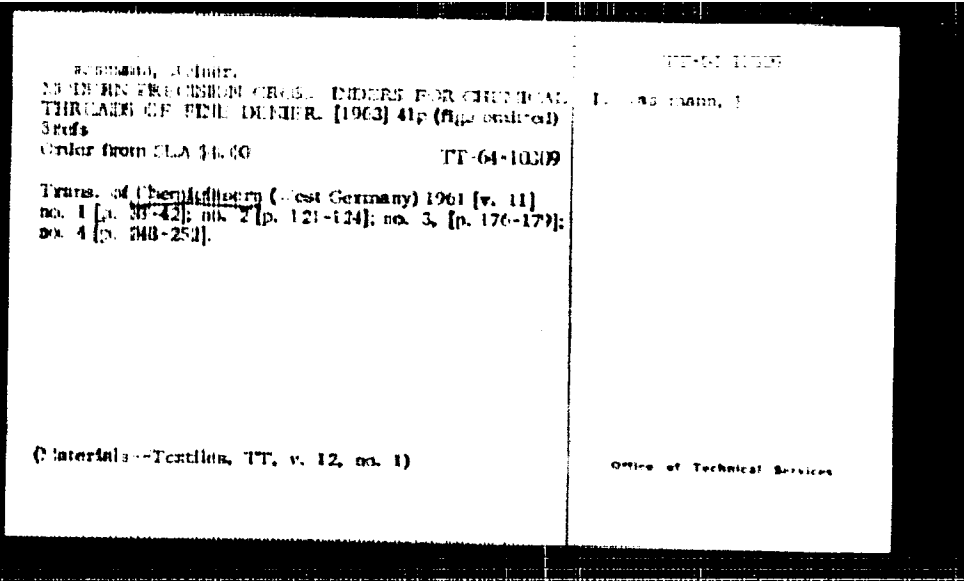 MODERN PRECISION CROSS WINDERS FOR CHEMICAL
THREADS OF FINE DENIER. [1963] 41p (figs omitted)
3 refs
Order from SLA $4.60
TT-64-10309
Trans. of Chemiefasern (West Germany) 1961 [v. 11]
no. 1 [p. 42]; no. 2 [p. 121-124]; no. 3, [p. 176-179];
no. 4 [p. 248-252].
(Materials--Textiles, TT, v. 12, no. 1)
TT-64-10309
I.
Office of Technical Services